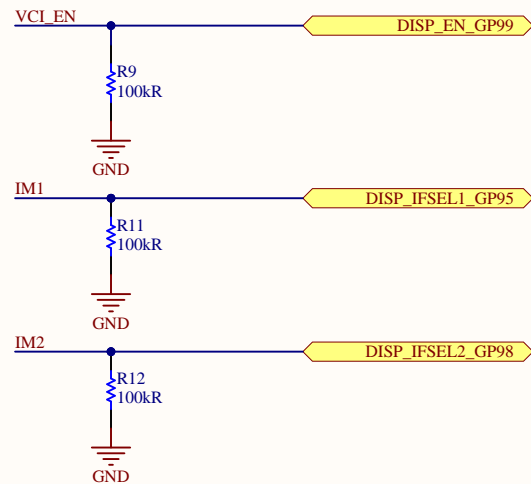 VCI_EN
DISP_EN_GP99
R9
100kR
GND
IM1
DISP_IFSEL1_GP95
R11
100kR
GND
IM2
DISP_IFSEL2_GP98
R12
100kR
GND